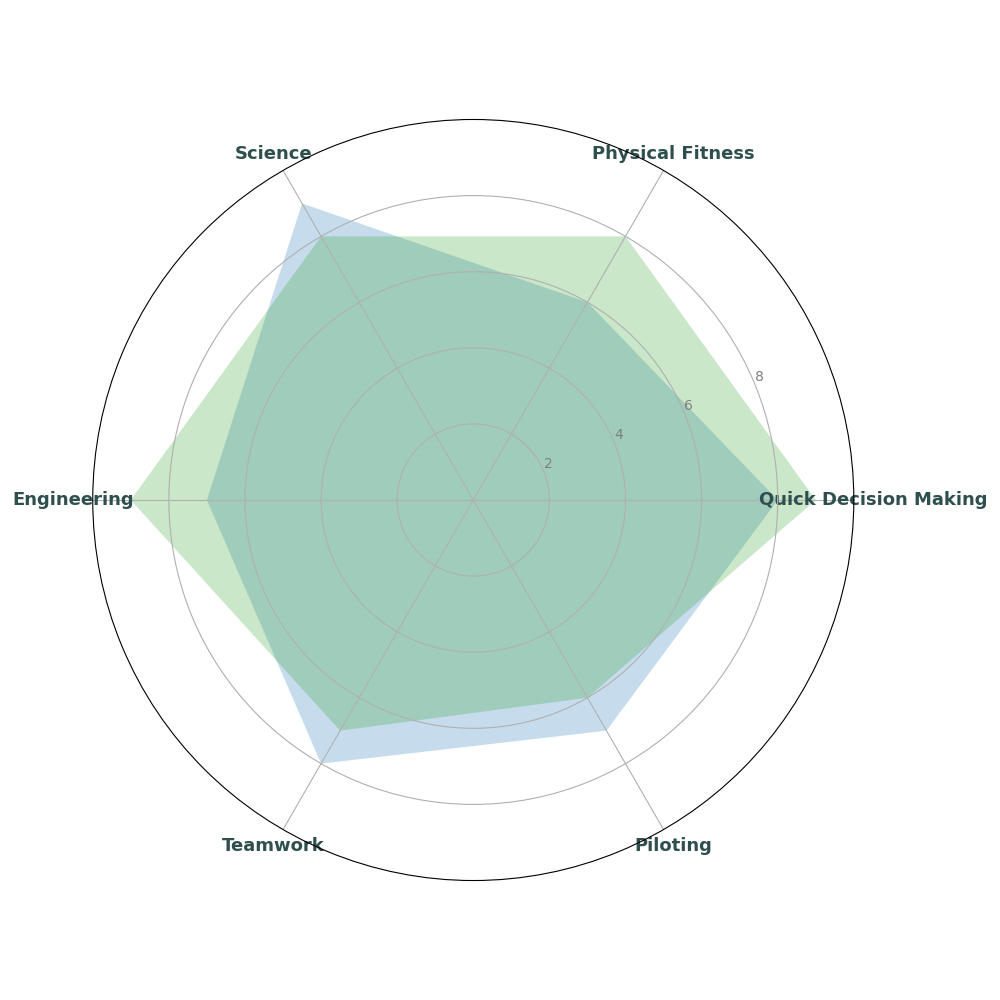 Science
Physical Fitness
8
6
4
2
Engineering
Quick Decision Making
Teamwork
Piloting